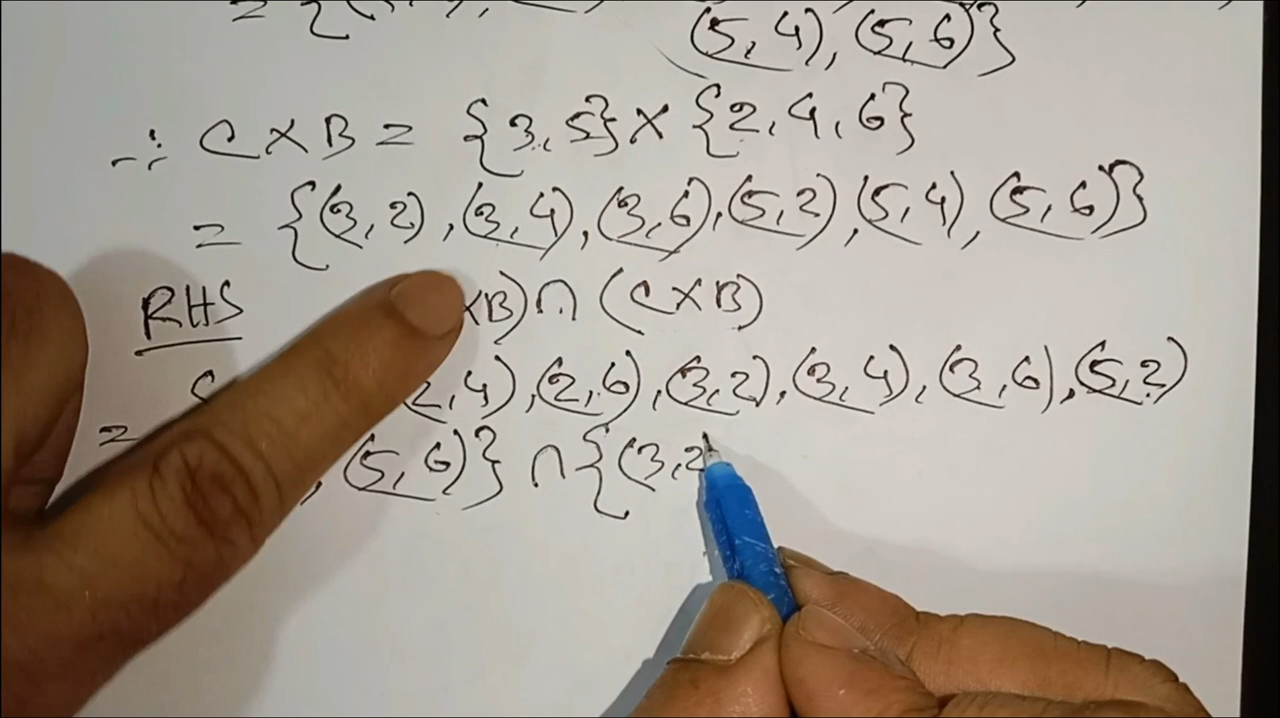 = {
(5,4), (5,6)}
∴ C×B = {3,5}×{2,4,6}
= {(3,2), (3,4), (3,6), (5,2), (5,4), (5,6)}
RHS ×B)∩(C×B)
2,4), (2,6), (3,2), (3,4), (3,6), (5,2)
= , (5,6)} ∩ {(3,2